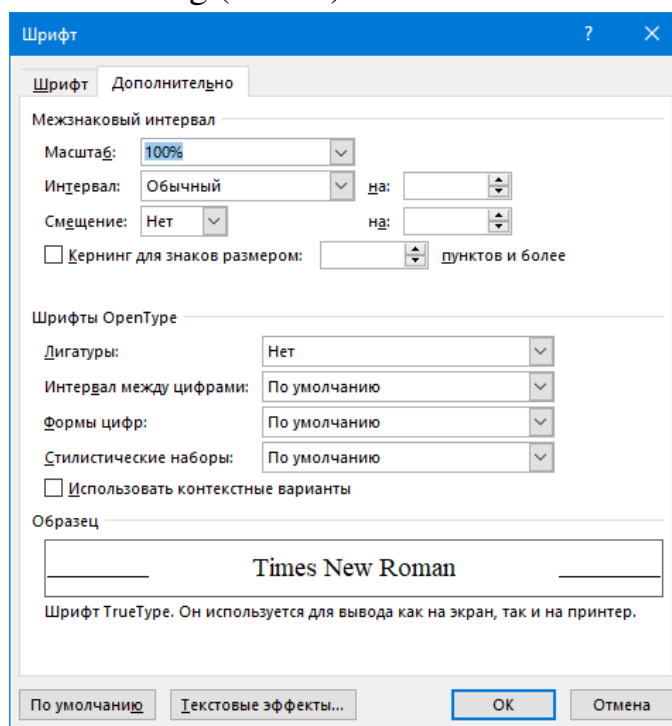 Шрифт ?
Шрифт Дополнительно
Межзнаковый интервал
Масштаб: 100%
Интервал: Обычный на:
Смещение: Нет на:
Кернинг для знаков размером: пунктов и более
Шрифты OpenType
Лигатуры: Нет
Интервал между цифрами: По умолчанию
Формы цифр: По умолчанию
Стилистические наборы: По умолчанию
Использовать контекстные варианты
Образец
Times New Roman
Шрифт TrueType. Он используется для вывода как на экран, так и на принтер.
По умолчанию Текстовые эффекты... ОК Отмена